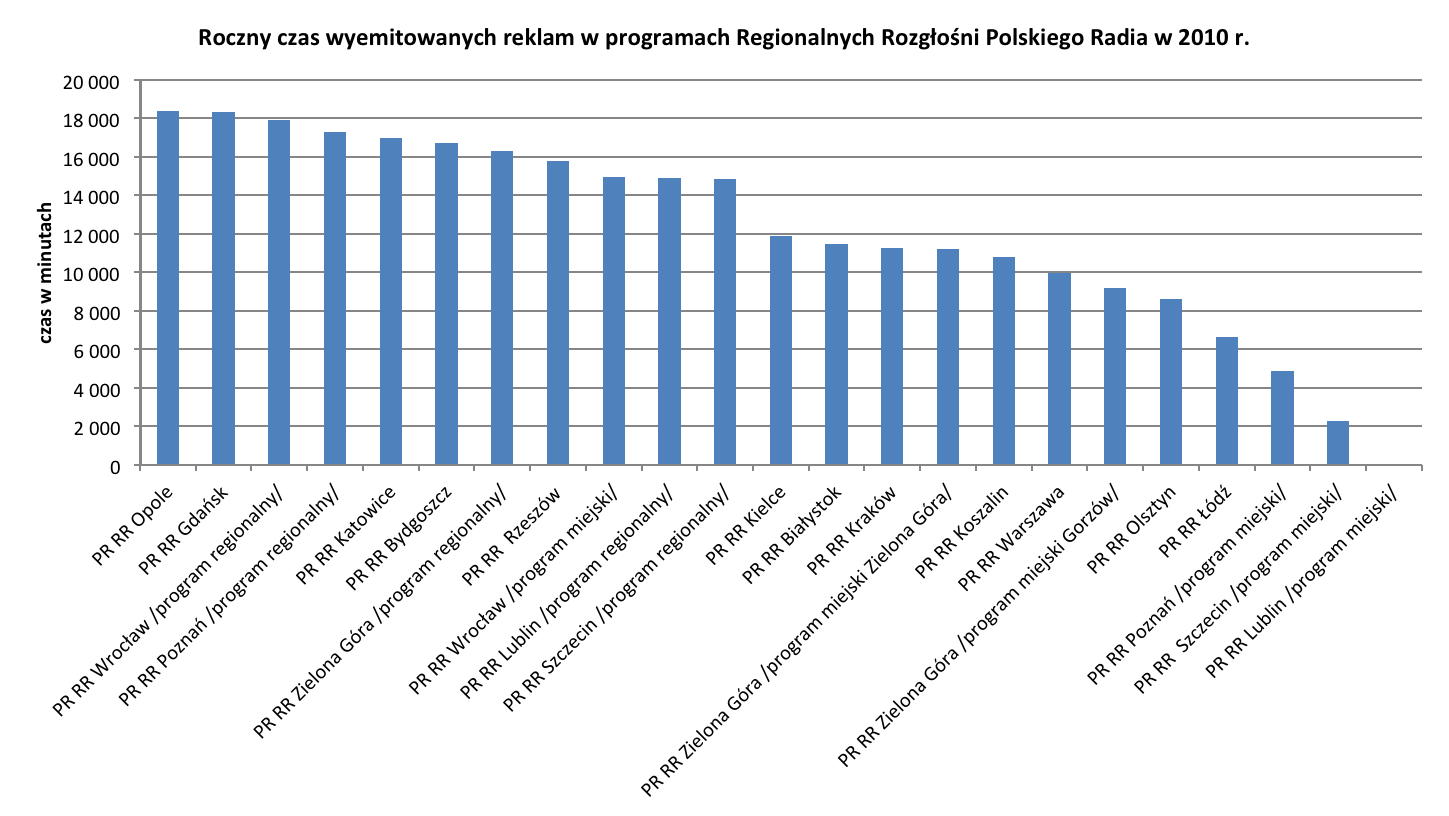 Roczny czas wyemitowanych reklam w programach Regionalnych Rozgłośni Polskiego Radia w 2010 r.
czas w minutach
20 000
18 000
16 000
14 000
12 000
10 000
8 000
6 000
4 000
2 000
0
PR RR Opole
PR RR Gdańsk
PR RR Wrocław /program regionalny/
PR RR Poznań /program regionalny/
PR RR Katowice
PR RR Bydgoszcz
PR RR Zielona Góra /program regionalny/
PR RR  Rzeszów
PR RR Wrocław /program miejski/
PR RR Lublin /program regionalny/
PR RR Szczecin /program regionalny/
PR RR Kielce
PR RR Białystok
PR RR Kraków
PR RR Zielona Góra /program miejski Zielona Góra/
PR RR Koszalin
PR RR Warszawa
PR RR Zielona Góra /program miejski Gorzów/
PR RR Olsztyn
PR RR Łódź
PR RR Poznań /program miejski/
PR RR  Szczecin /program miejski/
PR RR Lublin /program miejski/